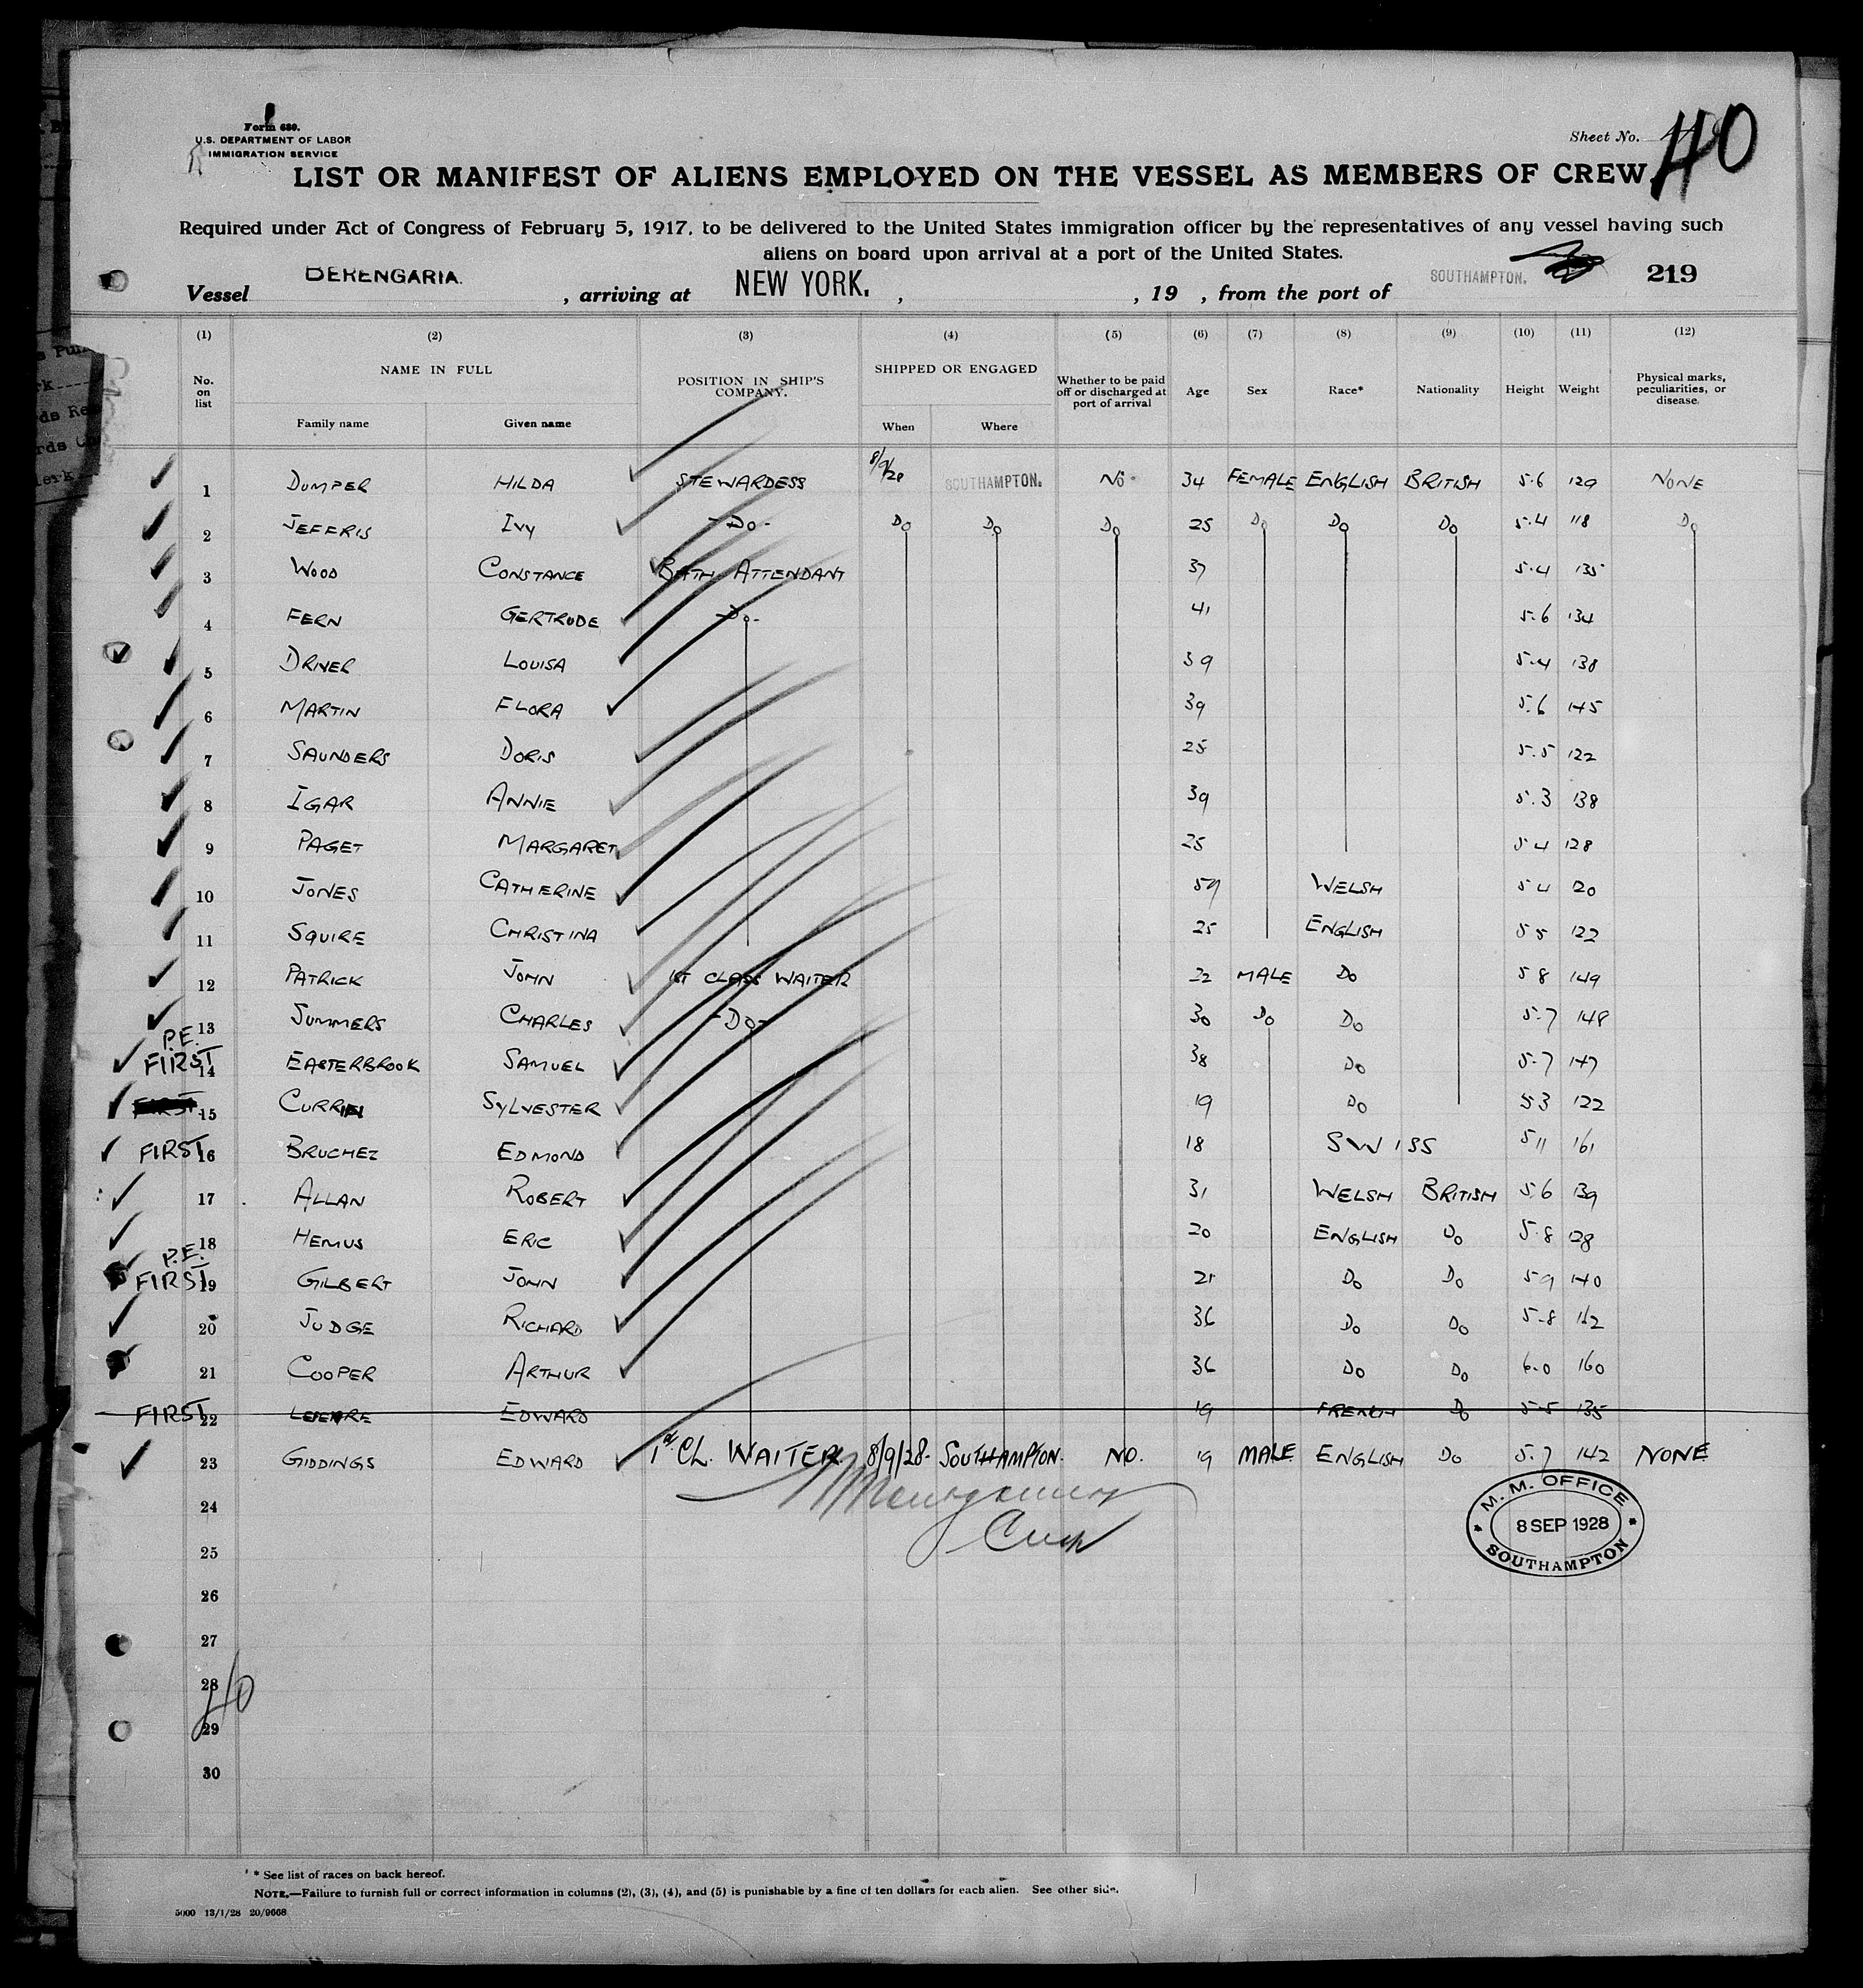 Form 680.
U.S. DEPARTMENT OF LABOR
IMMIGRATION SERVICE
Sheet No. 40
LIST OR MANIFEST OF ALIENS EMPLOYED ON THE VESSEL AS MEMBERS OF CREW
Required under Act of Congress of February 5, 1917, to be delivered to the United States immigration officer by the representatives of any vessel having such
aliens on board upon arrival at a port of the United States.
Vessel BERENGARIA. , arriving at NEW YORK. , , 19 , from the port of SOUTHAMPTON. 219
(1) (2) (3) (4) (5) (6) (7) (8) (9) (10) (11) (12)
No. on list NAME IN FULL POSITION IN SHIP'S COMPANY. SHIPPED OR ENGAGED Whether to be paid off or discharged at port of arrival Age Sex Race* Nationality Height Weight Physical marks, peculiarities, or disease.
Family name Given name When Where
1 DUMPER HILDA STEWARDESS 8/9/28 SOUTHAMPTON. NO 34 FEMALE ENGLISH BRITISH 5.6 129 NONE
2 JEFFERIS IVY -DO- DO DO DO 25 DO DO DO 5.4 118 DO
3 WOOD CONSTANCE BATH ATTENDANT 37 5.4 135
4 FERN GERTRUDE -DO- 41 5.6 134
5 DRIVER LOUISA 39 5.4 138
6 MARTIN FLORA 39 5.6 145
7 SAUNDERS DORIS 25 5.5 122
8 IGAR ANNIE 39 5.3 138
9 PAGET MARGARET 25 5 4 128
10 JONES CATHERINE 59 WELSH 5 4 120
11 SQUIRE CHRISTINA 25 ENGLISH 5 5 122
12 PATRICK JOHN 1ST CLASS WAITER 22 MALE DO 5 8 149
13 SUMMERS CHARLES -DO- 30 DO DO 5.7 148
P.E.
FIRST 14 EASTERBROOK SAMUEL 38 DO 5.7 147
FIRST 15 SYLVESTER 19 DO 5 3 122
FIRST 16 BRUCHEZ EDMOND 18 SWISS 5 11 161
17 ALLAN ROBERT 31 WELSH BRITISH 5.6 139
18 HEMUS ERIC 20 ENGLISH DO 5.8 128
P.E.
FIRST 19 GILBERT JOHN 21 DO DO 5 9 140
20 JUDGE RICHARD 36 DO DO 5-8 162
21 COOPER ARTHUR 36 DO DO 6-0 160
FIRST 22 EDWARD 19 FRENCH DO 5-5 135
23 GIDDINGS EDWARD 1st CL. WAITER 8/9/28- SOUTHAMPTON. NO. 19 MALE ENGLISH DO 5.7 142 NONE
24
M. M. OFFICE
8 SEP 1928
SOUTHAMPTON
25
26
27
28
40
29
30
* See list of races on back hereof.
NOTE.—Failure to furnish full or correct information in columns (2), (3), (4), and (5) is punishable by a fine of ten dollars for each alien. See other side.
5000 13/1/28 20/9668